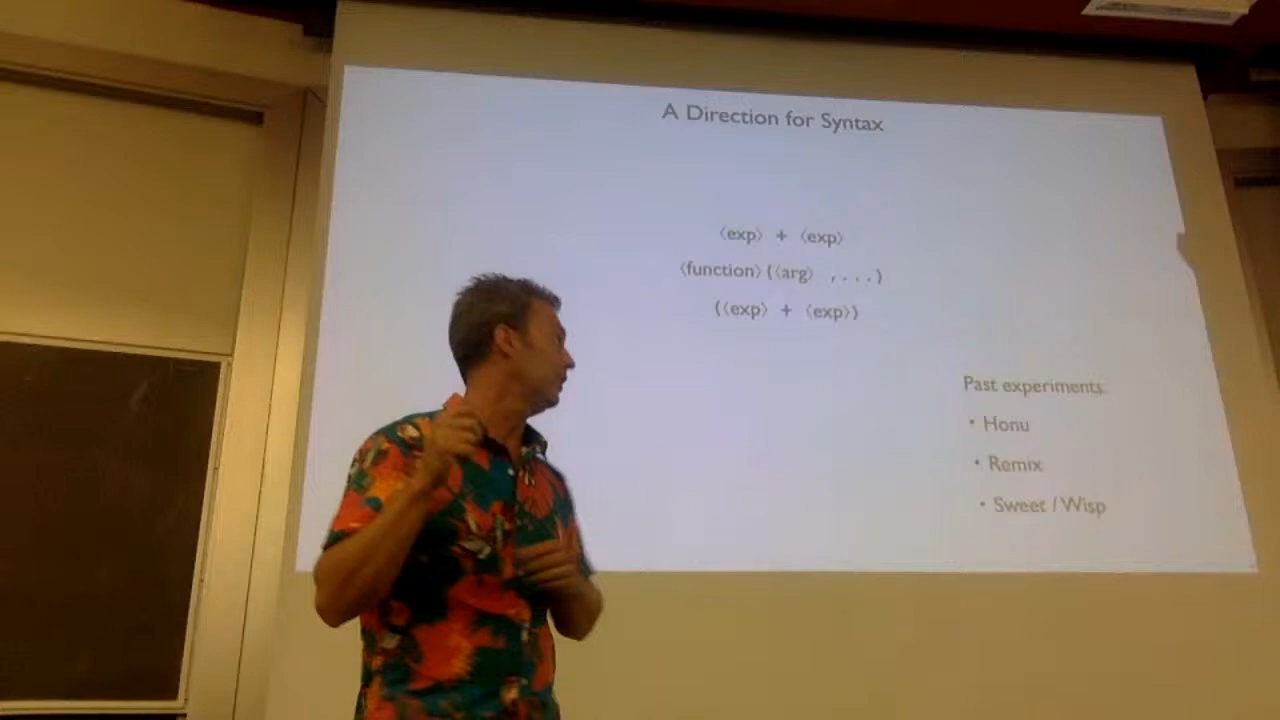 A Direction for Syntax
⟨exp⟩ + ⟨exp⟩
⟨function⟩(⟨arg⟩ ,....)
(⟨exp⟩ + ⟨exp⟩)
Past experiments:
• Honu
• Remix
• Sweet / Wisp